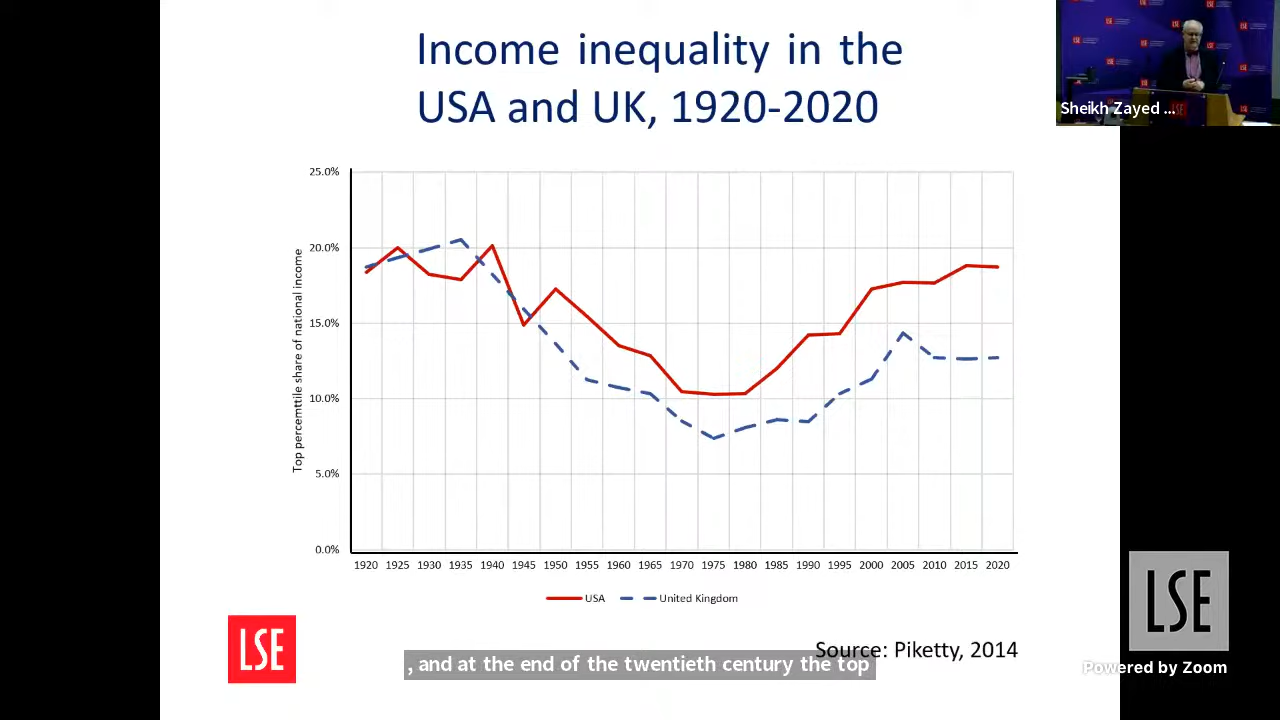 Income inequality in the
USA and UK, 1920-2020
Sheikh Zayed ...
25.0%
20.0%
15.0%
10.0%
5.0%
0.0%
Top percemttile share of national income
1920 1925 1930 1935 1940 1945 1950 1955 1960 1965 1970 1975 1980 1985 1990 1995 2000 2005 2010 2015 2020
USA United Kingdom
LSE
Source: Piketty, 2014
, and at the end of the twentieth century the top
LSE
Powered by Zoom